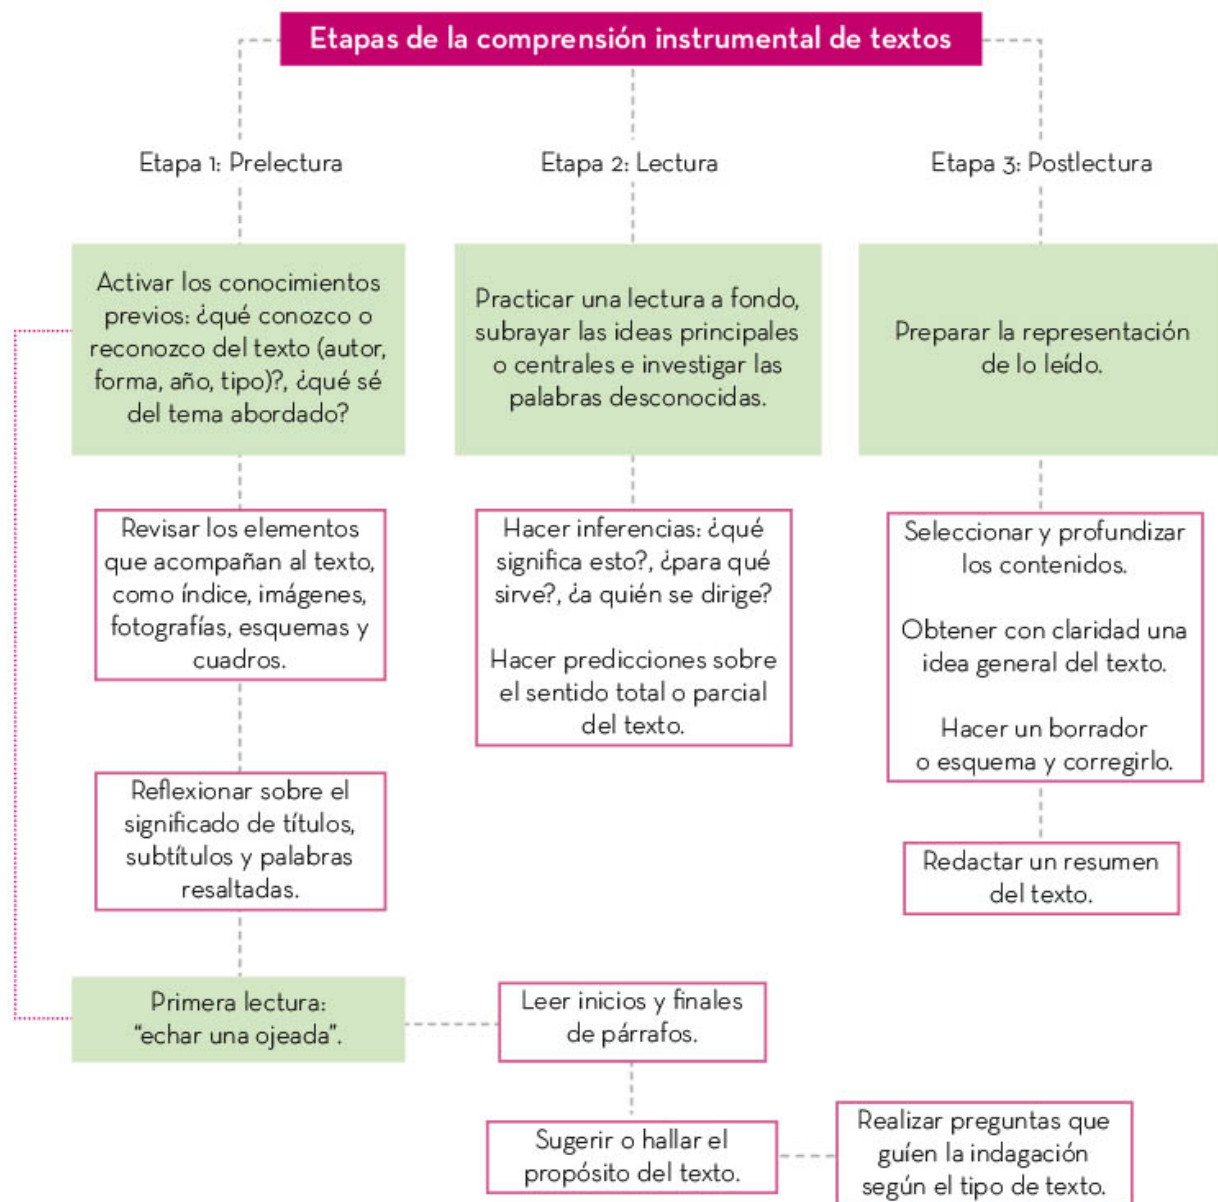 Etapas de la comprensión instrumental de textos
Etapa 1: Prelectura
Activar los conocimientos
previos: ¿qué conozco o
reconozco del texto (autor,
forma, año, tipo)?, ¿qué sé
del tema abordado?
Revisar los elementos
que acompañan al texto,
como índice, imágenes,
fotografías, esquemas y
cuadros.
Reflexionar sobre el
significado de títulos,
subtítulos y palabras
resaltadas.
Primera lectura:
“echar una ojeada”.
Leer inicios y finales
de párrafos.
Sugerir o hallar el
propósito del texto.
Realizar preguntas que
guíen la indagación
según el tipo de texto.
Etapa 2: Lectura
Practicar una lectura a fondo,
subrayar las ideas principales
o centrales e investigar las
palabras desconocidas.
Hacer inferencias: ¿qué
significa esto?, ¿para qué
sirve?, ¿a quién se dirige?
Hacer predicciones sobre
el sentido total o parcial
del texto.
Etapa 3: Postlectura
Preparar la representación
de lo leído.
Seleccionar y profundizar
los contenidos.
Obtener con claridad una
idea general del texto.
Hacer un borrador
o esquema y corregirlo.
Redactar un resumen
del texto.